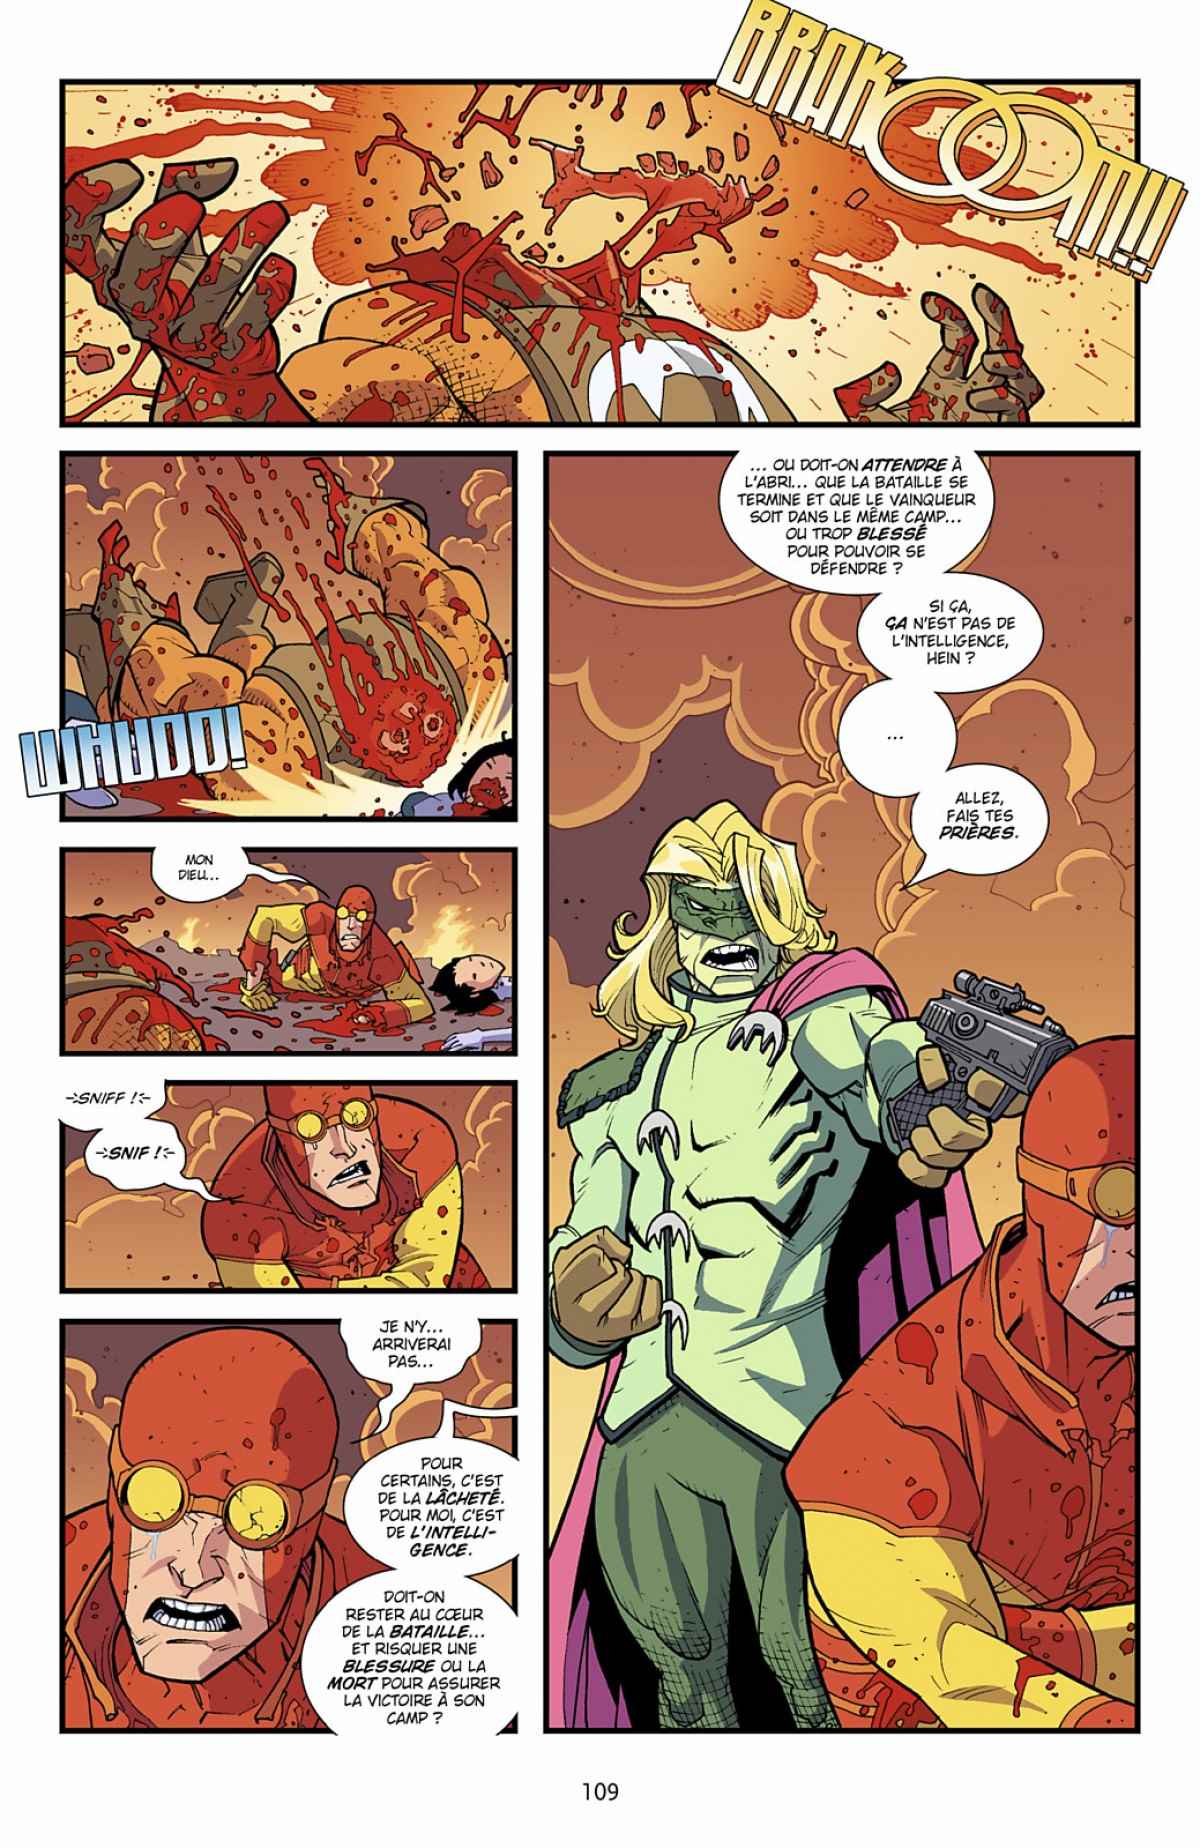 BRAKOOOM!!
WHUDD!
MON
DIEU...
SNIFF !
SNIF !
JE N'Y...
ARRIVERAI
PAS...
POUR
CERTAINS, C'EST
DE LA LÂCHETÉ.
POUR MOI, C'EST
DE L'INTELLI-
GENCE.
DOIT-ON
RESTER AU CŒUR
DE LA BATAILLE...
ET RISQUER UNE
BLESSURE OU LA
MORT POUR ASSURER
LA VICTOIRE À SON
CAMP ?
... OU DOIT-ON ATTENDRE À
L'ABRI... QUE LA BATAILLE SE
TERMINE ET QUE LE VAINQUEUR
SOIT DANS LE MÊME CAMP...
OU TROP BLESSÉ
POUR POUVOIR SE
DÉFENDRE ?
SI ÇA,
ÇA N'EST PAS DE
L'INTELLIGENCE,
HEIN ?
...
ALLEZ,
FAIS TES
PRIÈRES.
109